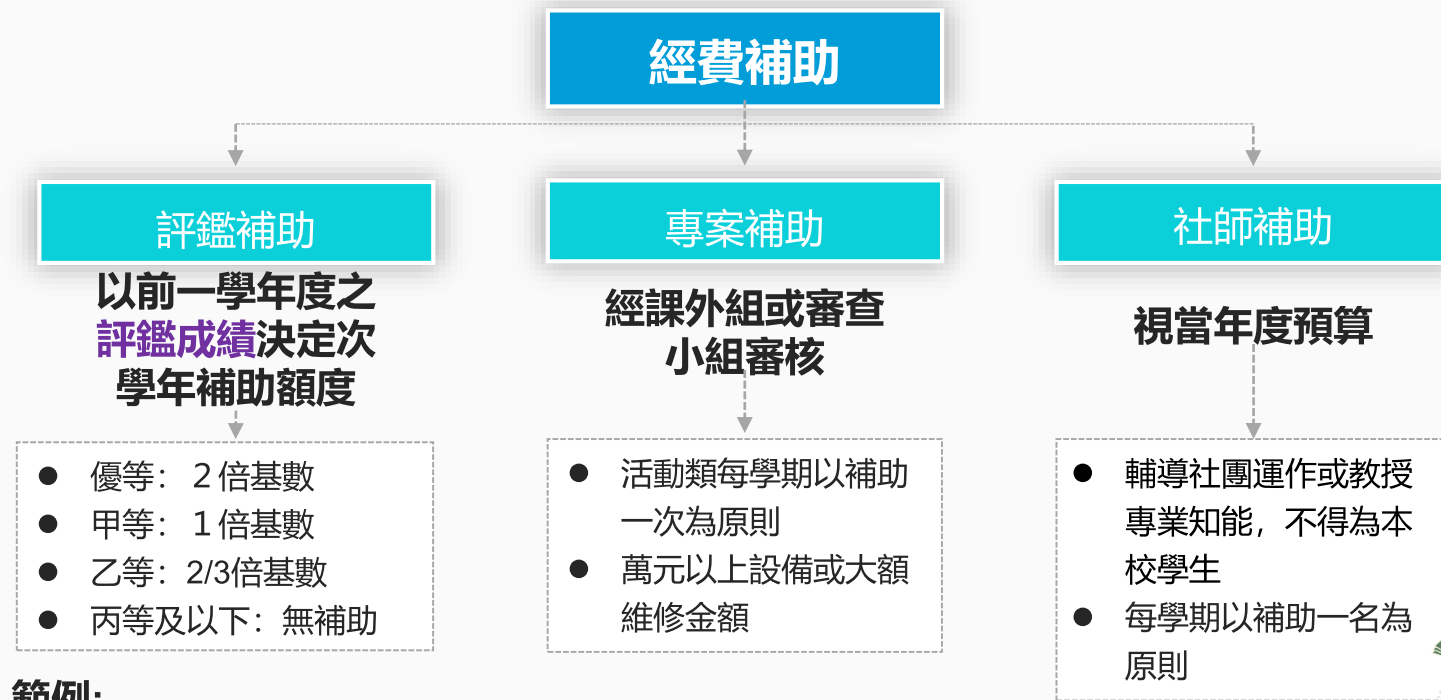 經費補助
評鑑補助
以前一學年度之
評鑑成績決定次
學年補助額度
● 優等：２倍基數
● 甲等：１倍基數
● 乙等：2/3倍基數
● 丙等及以下：無補助
專案補助
經課外組或審查
小組審核
● 活動類每學期以補助
一次為原則
● 萬元以上設備或大額
維修金額
社師補助
視當年度預算
● 輔導社團運作或教授
專業知能，不得為本
校學生
● 每學期以補助一名為
原則
範例: